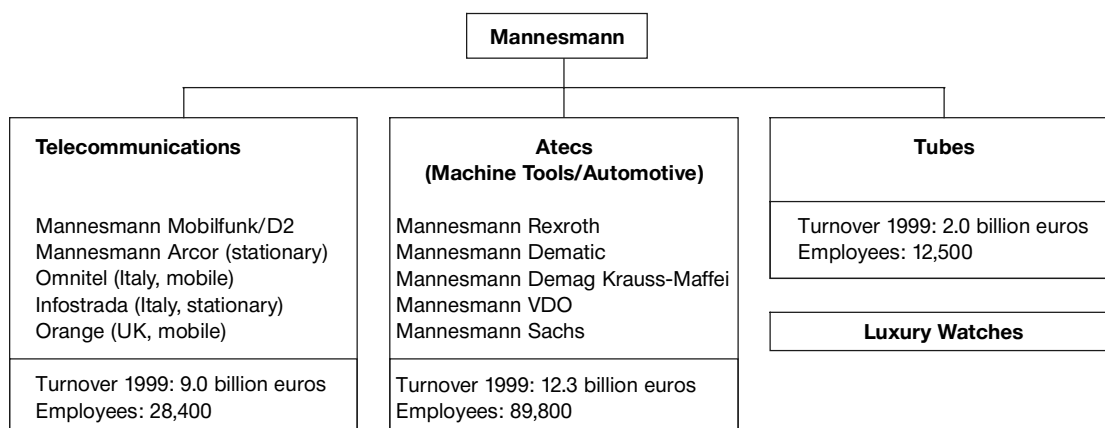 Mannesmann
Telecommunications
Mannesmann Mobilfunk/D2
Mannesmann Arcor (stationary)
Omnitel (Italy, mobile)
Infostrada (Italy, stationary)
Orange (UK, mobile)
Turnover 1999: 9.0 billion euros
Employees: 28,400
Atecs
(Machine Tools/Automotive)
Mannesmann Rexroth
Mannesmann Dematic
Mannesmann Demag Krauss-Maffei
Mannesmann VDO
Mannesmann Sachs
Turnover 1999: 12.3 billion euros
Employees: 89,800
Tubes
Turnover 1999: 2.0 billion euros
Employees: 12,500
Luxury Watches